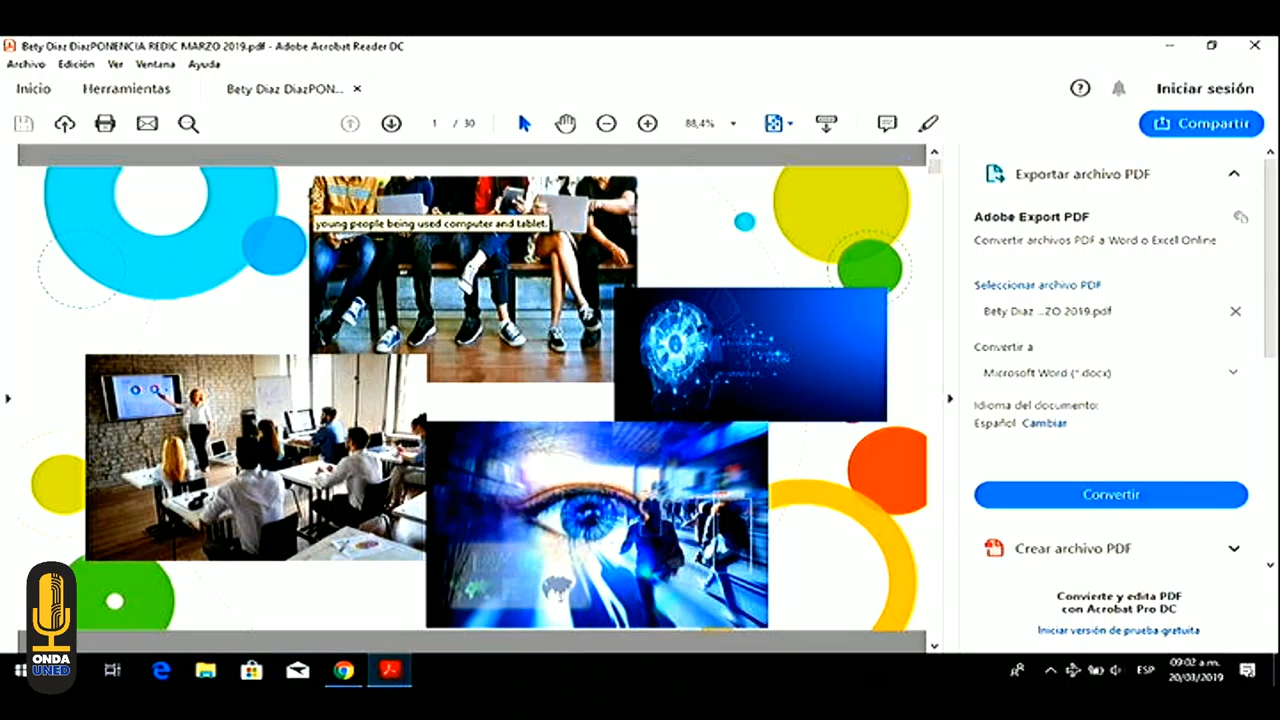 Bety Diaz DiazPONENCIA REDIC MARZO 2019.pdf - Adobe Acrobat Reader DC
Archivo Edición Ver Ventana Ayuda
Inicio Herramientas Bety Diaz DiazPON... × Iniciar sesión
1 / 30 88,4% Compartir
Exportar archivo PDF
Adobe Export PDF
Convertir archivos PDF a Word o Excel Online
Seleccionar archivo PDF
Bety Diaz ...ZO 2019.pdf
Convertir a
Microsoft Word (*.docx)
Idioma del documento:
Español Cambiar
Convertir
Crear archivo PDF
Convierte y edita PDF
con Acrobat Pro DC
Iniciar versión de prueba gratuita
young people being used computer and tablet.
ONDA
UNED
ESP
09:02 a.m.
20/03/2019